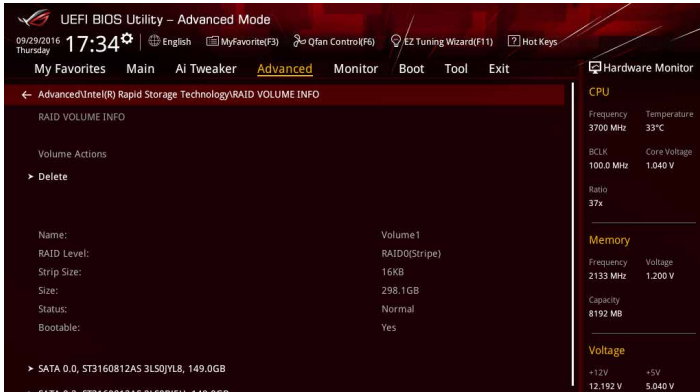 UEFI BIOS Utility – Advanced Mode
09/29/2016 Thursday 17:34 English MyFavorite(F3) Qfan Control(F6) EZ Tuning Wizard(F11) ? Hot Keys
My Favorites Main Ai Tweaker Advanced Monitor Boot Tool Exit
Hardware Monitor
← Advanced\Intel(R) Rapid Storage Technology\RAID VOLUME INFO
RAID VOLUME INFO
Volume Actions
> Delete
Name: Volume1
RAID Level: RAID0(Stripe)
Strip Size: 16KB
Size: 298.1GB
Status: Normal
Bootable: Yes
> SATA 0.0, ST3160812AS 3LS0JYL8, 149.0GB
CPU
Frequency Temperature
3700 MHz 33°C
BCLK Core Voltage
100.0 MHz 1.040 V
Ratio
37x
Memory
Frequency Voltage
2133 MHz 1.200 V
Capacity
8192 MB
Voltage
+12V +5V
12.192 V 5.040 V